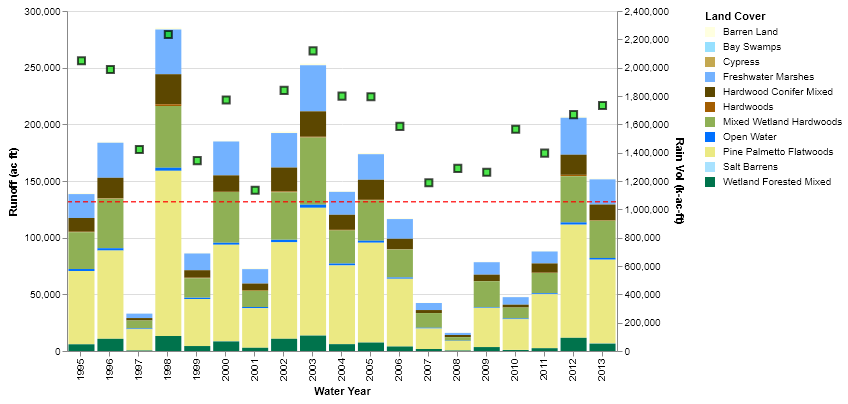 300,000
250,000
200,000
150,000
100,000
50,000
0
Runoff (ac ft)
2,400,000
2,200,000
2,000,000
1,800,000
1,600,000
1,400,000
1,200,000
1,000,000
800,000
600,000
400,000
200,000
0
Rain Vol (k-ac-ft)
1995
1996
1997
1998
1999
2000
2001
2002
2003
2004
2005
2006
2007
2008
2009
2010
2011
2012
2013
Water Year
Land Cover
Barren Land
Bay Swamps
Cypress
Freshwater Marshes
Hardwood Conifer Mixed
Hardwoods
Mixed Wetland Hardwoods
Open Water
Pine Palmetto Flatwoods
Salt Barrens
Wetland Forested Mixed